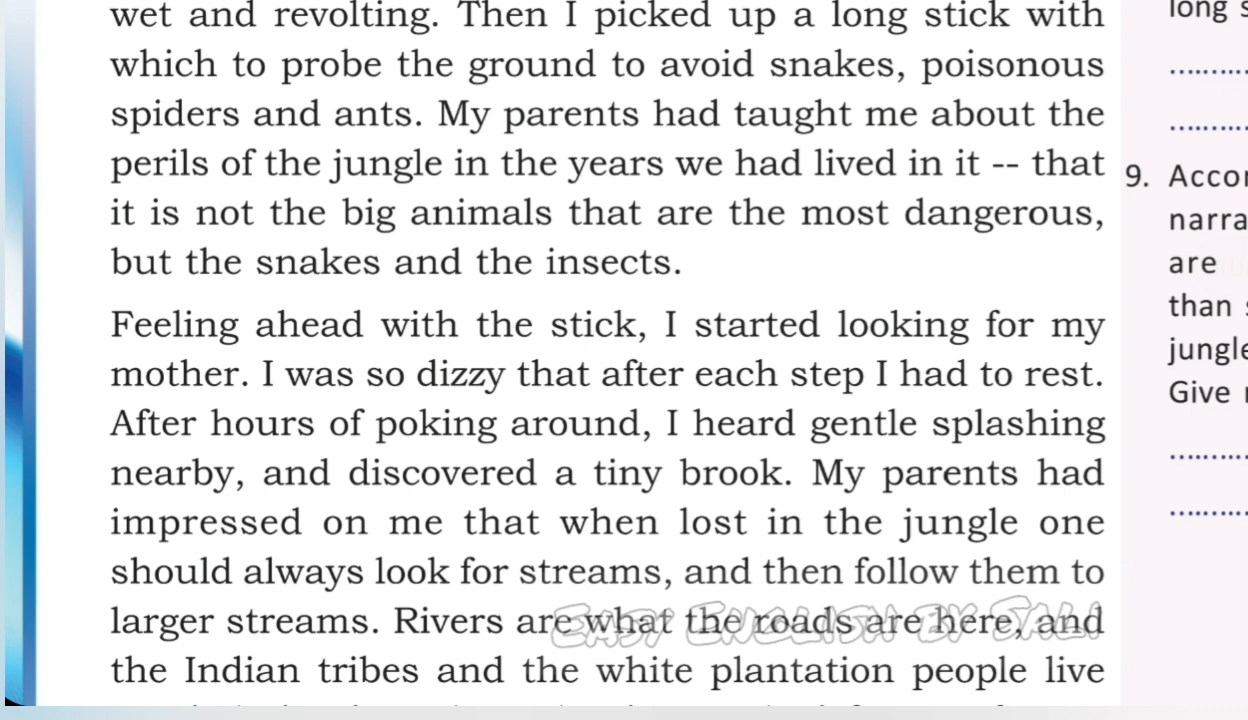 wet and revolting. Then I picked up a long stick with
which to probe the ground to avoid snakes, poisonous
spiders and ants. My parents had taught me about the
perils of the jungle in the years we had lived in it -- that
it is not the big animals that are the most dangerous,
but the snakes and the insects.
Feeling ahead with the stick, I started looking for my
mother. I was so dizzy that after each step I had to rest.
After hours of poking around, I heard gentle splashing
nearby, and discovered a tiny brook. My parents had
impressed on me that when lost in the jungle one
should always look for streams, and then follow them to
larger streams. Rivers are what the roads are here, and
the Indian tribes and the white plantation people live
EASY ENGLISH BY JALI
long
9.
are
than
Give